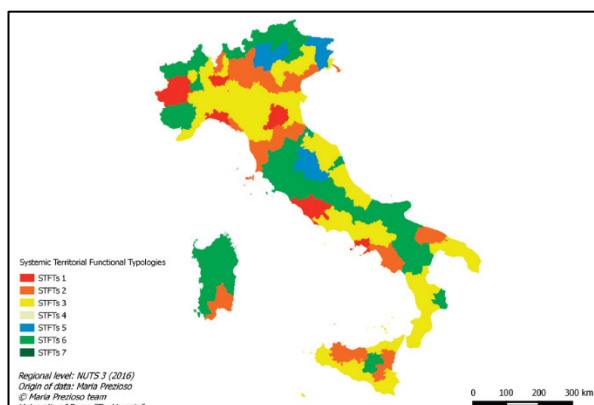 Systemic Territorial Functional Typologies
STFTs 1
STFTs 2
STFTs 3
STFTs 4
STFTs 5
STFTs 6
STFTs 7
Regional level: NUTS 3 (2016)
Origin of data: Maria Prezioso
© Maria Prezioso team
0 100 200 300 km